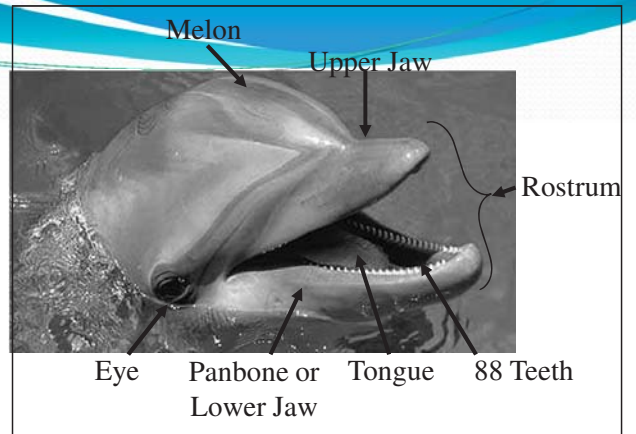 Melon
Upper Jaw
Rostrum
Eye
Panbone or
Lower Jaw
Tongue
88 Teeth